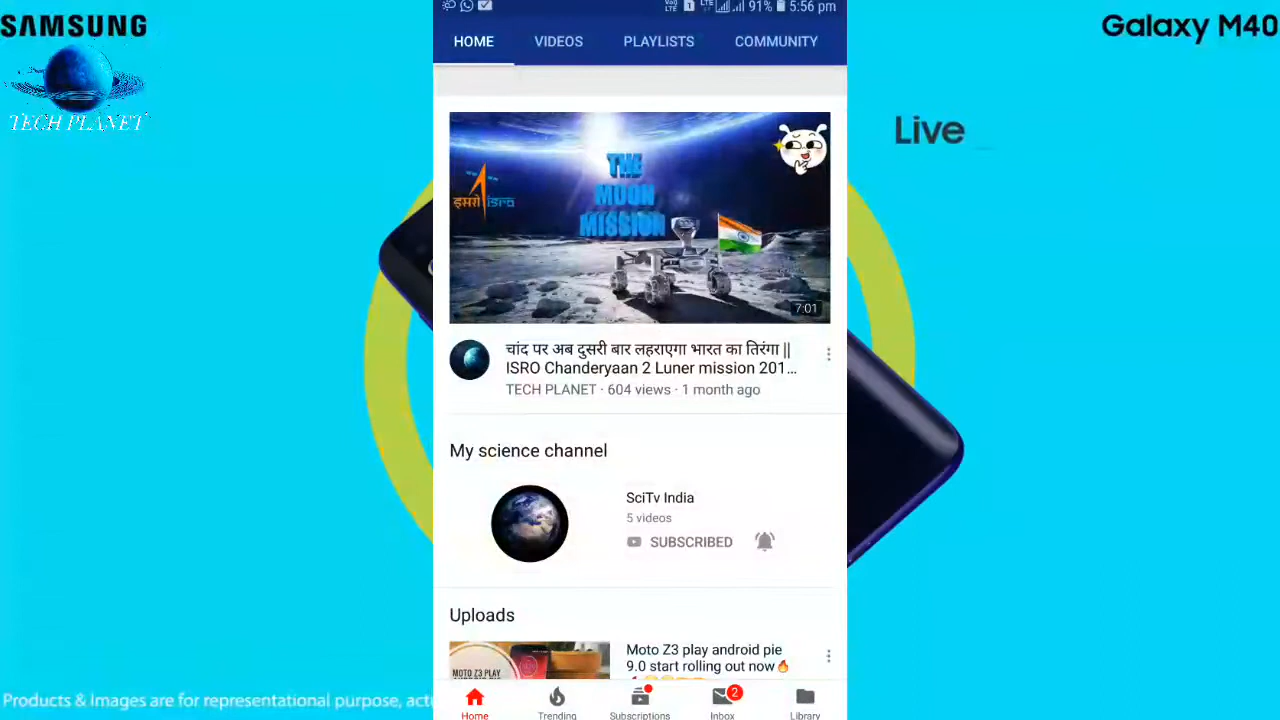 SAMSUNG
TECH PLANET
Galaxy M40
Live
91% 5:56 pm
HOME VIDEOS PLAYLISTS COMMUNITY
THE
MOON
MISSION
इसरो isro
7:01
चांद पर अब दुसरी बार लहराएगा भारत का तिरंगा ||
ISRO Chanderyaan 2 Luner mission 201...
TECH PLANET · 604 views · 1 month ago
My science channel
SciTv India
5 videos
SUBSCRIBED
Uploads
MOTO Z3 PLAY
Moto Z3 play android pie
9.0 start rolling out now🔥
Products & Images are for representational purpose, actu
2
Home Trending Subscriptions Inbox Library